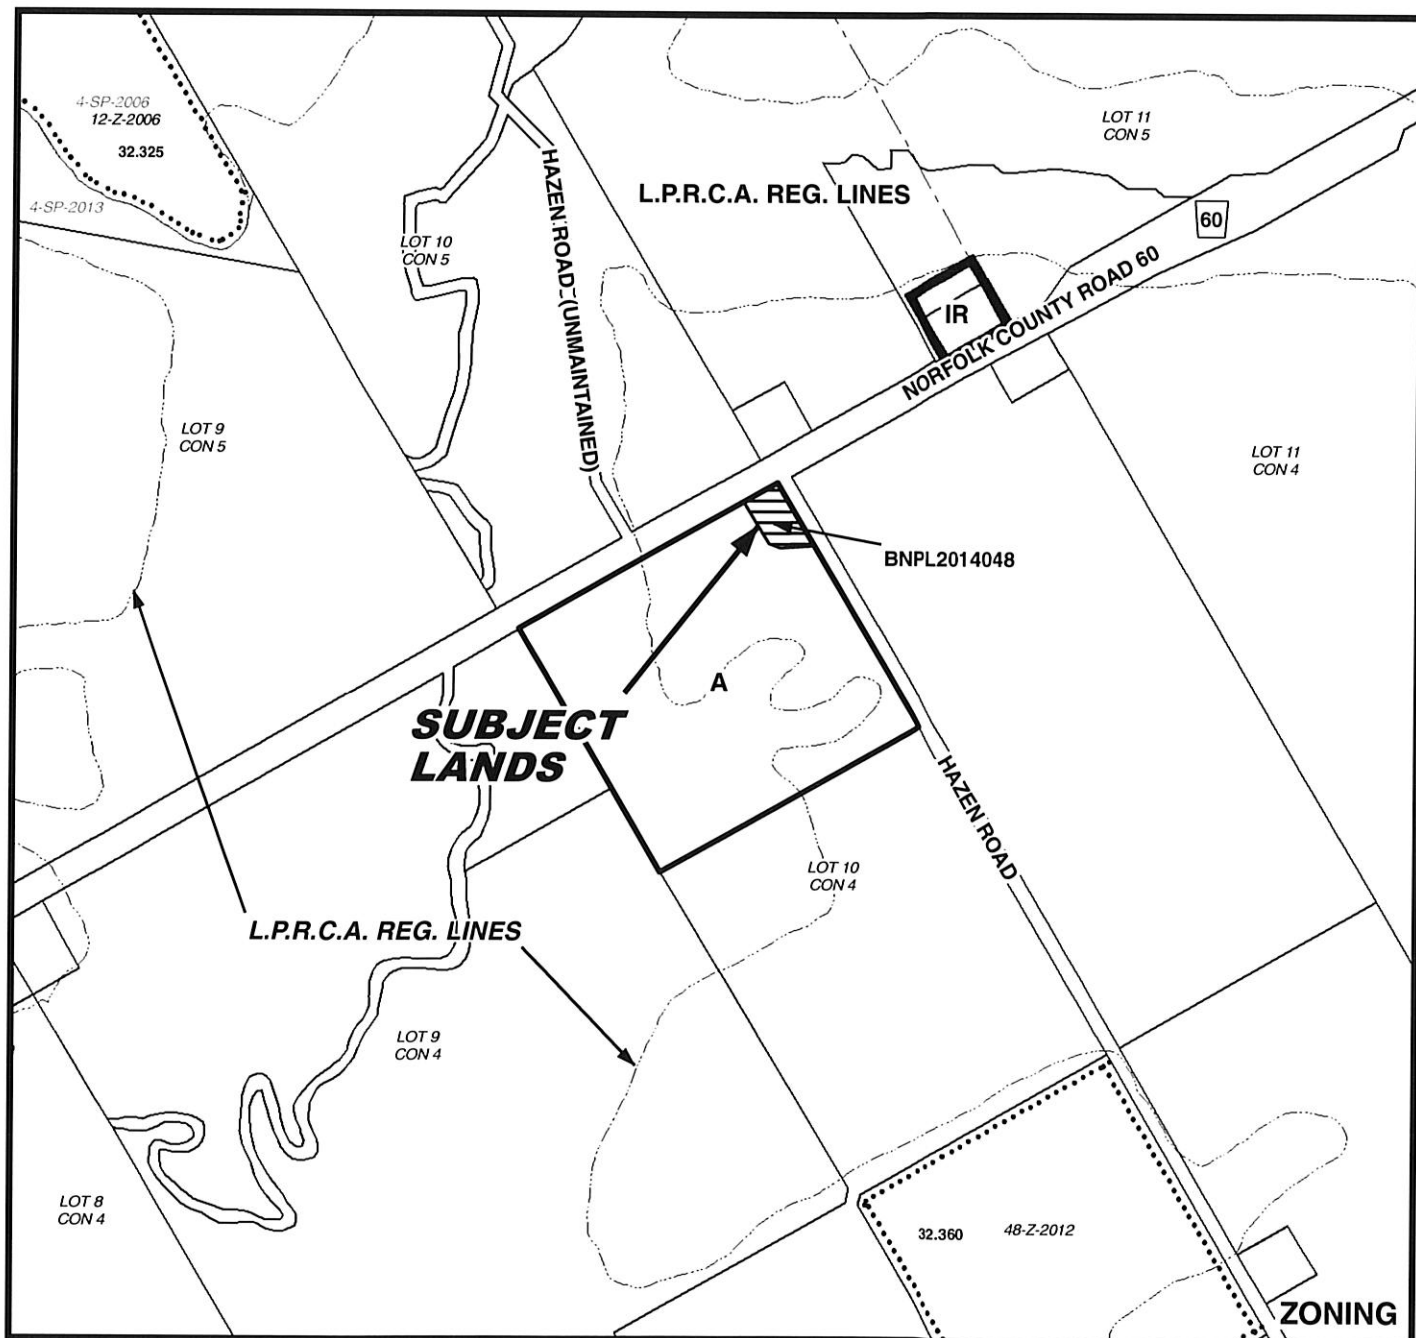 4-SP-2006
12-Z-2006
32.325
4-SP-2013
LOT 10
CON 5
HAZEN ROAD (UNMAINTAINED)
L.P.R.C.A. REG. LINES
LOT 11
CON 5
60
IR
NORFOLK COUNTY ROAD 60
LOT 9
CON 5
LOT 11
CON 4
BNPL2014048
A
SUBJECT
LANDS
HAZEN ROAD
LOT 10
CON 4
L.P.R.C.A. REG. LINES
LOT 9
CON 4
LOT 8
CON 4
32.360
48-Z-2012
ZONING